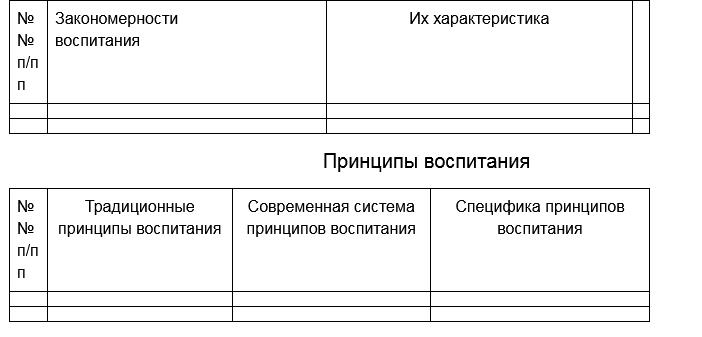 № Закономерности Их характеристика
№ воспитания
п/п
п
Принципы воспитания
№ Традиционные Современная система Специфика принципов
№ принципы воспитания принципов воспитания воспитания
п/п
п